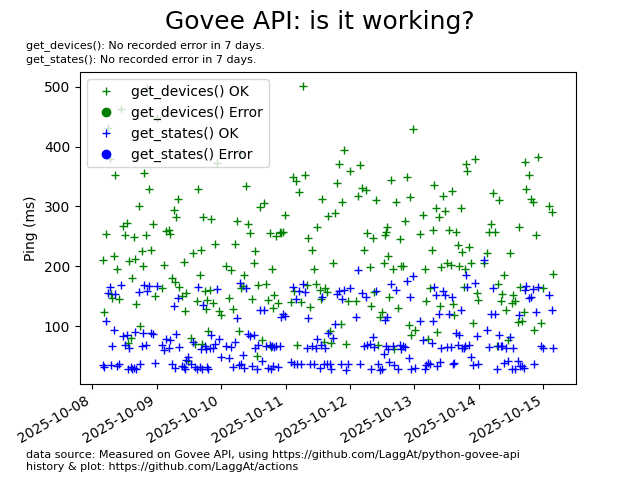 Govee API: is it working?
get_devices(): No recorded error in 7 days.
get_states(): No recorded error in 7 days.
500
400
300
200
100
Ping (ms)
get_devices() OK
get_devices() Error
get_states() OK
get_states() Error
2025-10-08
2025-10-09
2025-10-10
2025-10-11
2025-10-12
2025-10-13
2025-10-14
2025-10-15
data source: Measured on Govee API, using https://github.com/LaggAt/python-govee-api
history & plot: https://github.com/LaggAt/actions